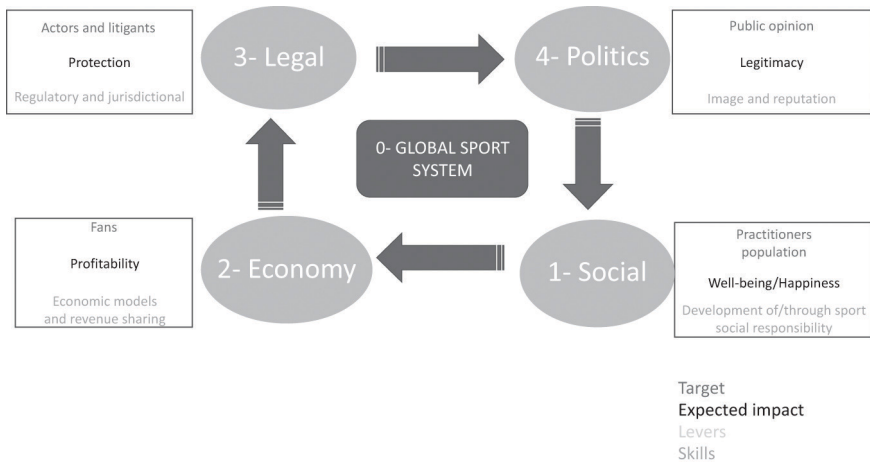 Actors and litigants
Protection
Regulatory and jurisdictional
3- Legal
4- Politics
Public opinion
Legitimacy
Image and reputation
0- GLOBAL SPORT
SYSTEM
Fans
Profitability
Economic models
and revenue sharing
2- Economy
1- Social
Practitioners
population
Well-being/Happiness
Development of/through sport
social responsibility
Target
Expected impact
Levers
Skills